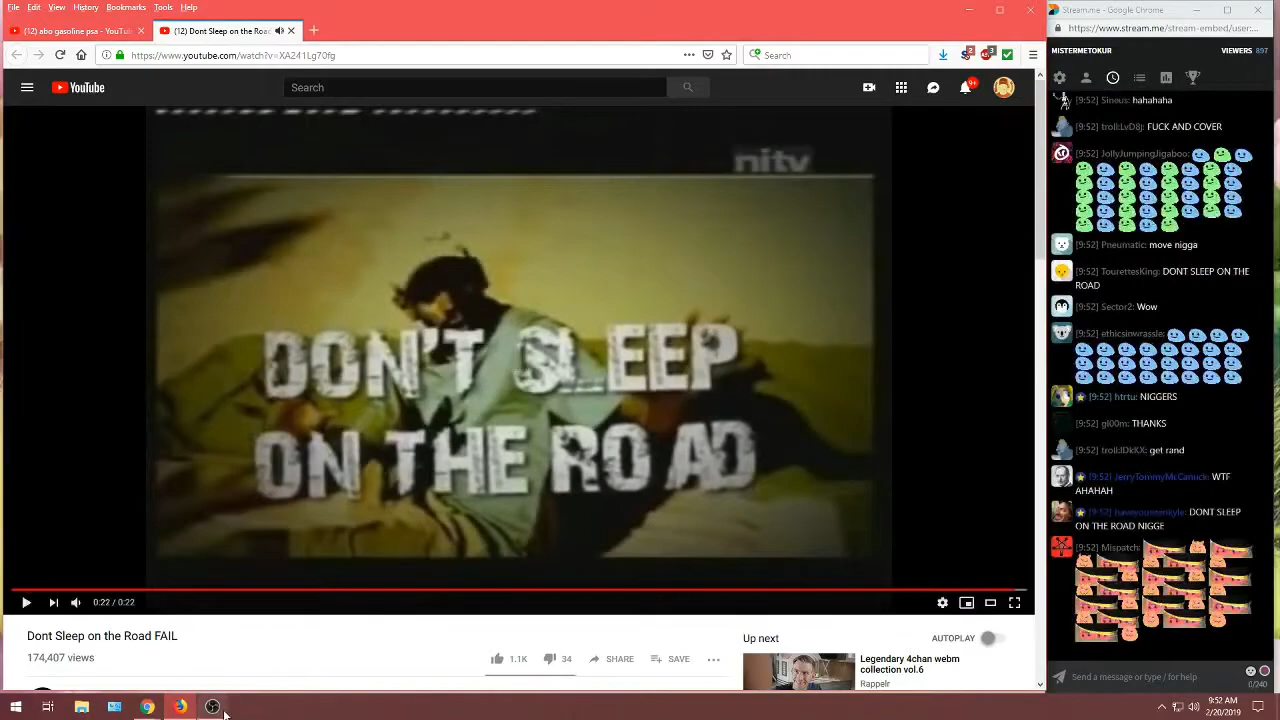 File Edit View History Bookmarks Tools Help
(12) abo gasoline psa - YouTu
(12) Dont Sleep on the Road
https://www.youtube.com/watch?v=XA241Lg70fg
Search
YouTube
Search
9+
nitv
DON'T SLEEP
ON THE ROAD
0:22 / 0:22
Dont Sleep on the Road FAIL
174,407 views
1.1K
34
SHARE
SAVE
Up next
AUTOPLAY
Legendary 4chan webm
collection vol.6
Rappelr
Stream.me - Google Chrome
https://www.stream.me/stream-embed/user:...
MISTERMETOKUR
VIEWERS 897
[9:52] Sineus: hahahaha
[9:52] troll:LvD8j: FUCK AND COVER
[9:52] JollyJumpingJigaboo:
[9:52] Pneumatic: move nigga
[9:52] TourettesKing: DONT SLEEP ON THE
ROAD
[9:52] Sector2: Wow
[9:52] ethicsinwrassle:
[9:52] htrtu: NIGGERS
[9:52] gl00m: THANKS
[9:52] troll:IDkKX: get rand
[9:52] JerryTommyMcCanuck: WTF
AHAHAH
[9:52] haveyouseenkyle: DONT SLEEP
ON THE ROAD NIGGE
[9:52] Mispatch:
Send a message or type / for help
0/240
9:52 AM
2/20/2019